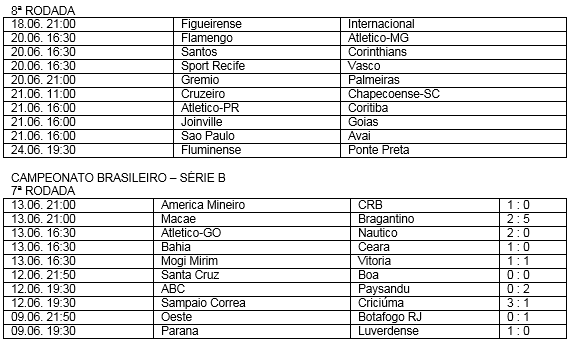 8ª RODADA
18.06. 21:00 Figueirense Internacional
20.06. 16:30 Flamengo Atletico-MG
20.06. 16:30 Santos Corinthians
20.06. 16:30 Sport Recife Vasco
20.06. 21:00 Gremio Palmeiras
21.06. 11:00 Cruzeiro Chapecoense-SC
21.06. 16:00 Atletico-PR Coritiba
21.06. 16:00 Joinville Goias
21.06. 16:00 Sao Paulo Avai
24.06. 19:30 Fluminense Ponte Preta
CAMPEONATO BRASILEIRO – SÉRIE B
7ª RODADA
13.06. 21:00 America Mineiro CRB 1 : 0
13.06. 21:00 Macae Bragantino 2 : 5
13.06. 16:30 Atletico-GO Nautico 2 : 0
13.06. 16:30 Bahia Ceara 1 : 0
13.06. 16:30 Mogi Mirim Vitoria 1 : 1
12.06. 21:50 Santa Cruz Boa 0 : 0
12.06. 19:30 ABC Paysandu 0 : 2
12.06. 19:30 Sampaio Correa Criciúma 3 : 1
09.06. 21:50 Oeste Botafogo RJ 0 : 1
09.06. 19:30 Parana Luverdense 1 : 0